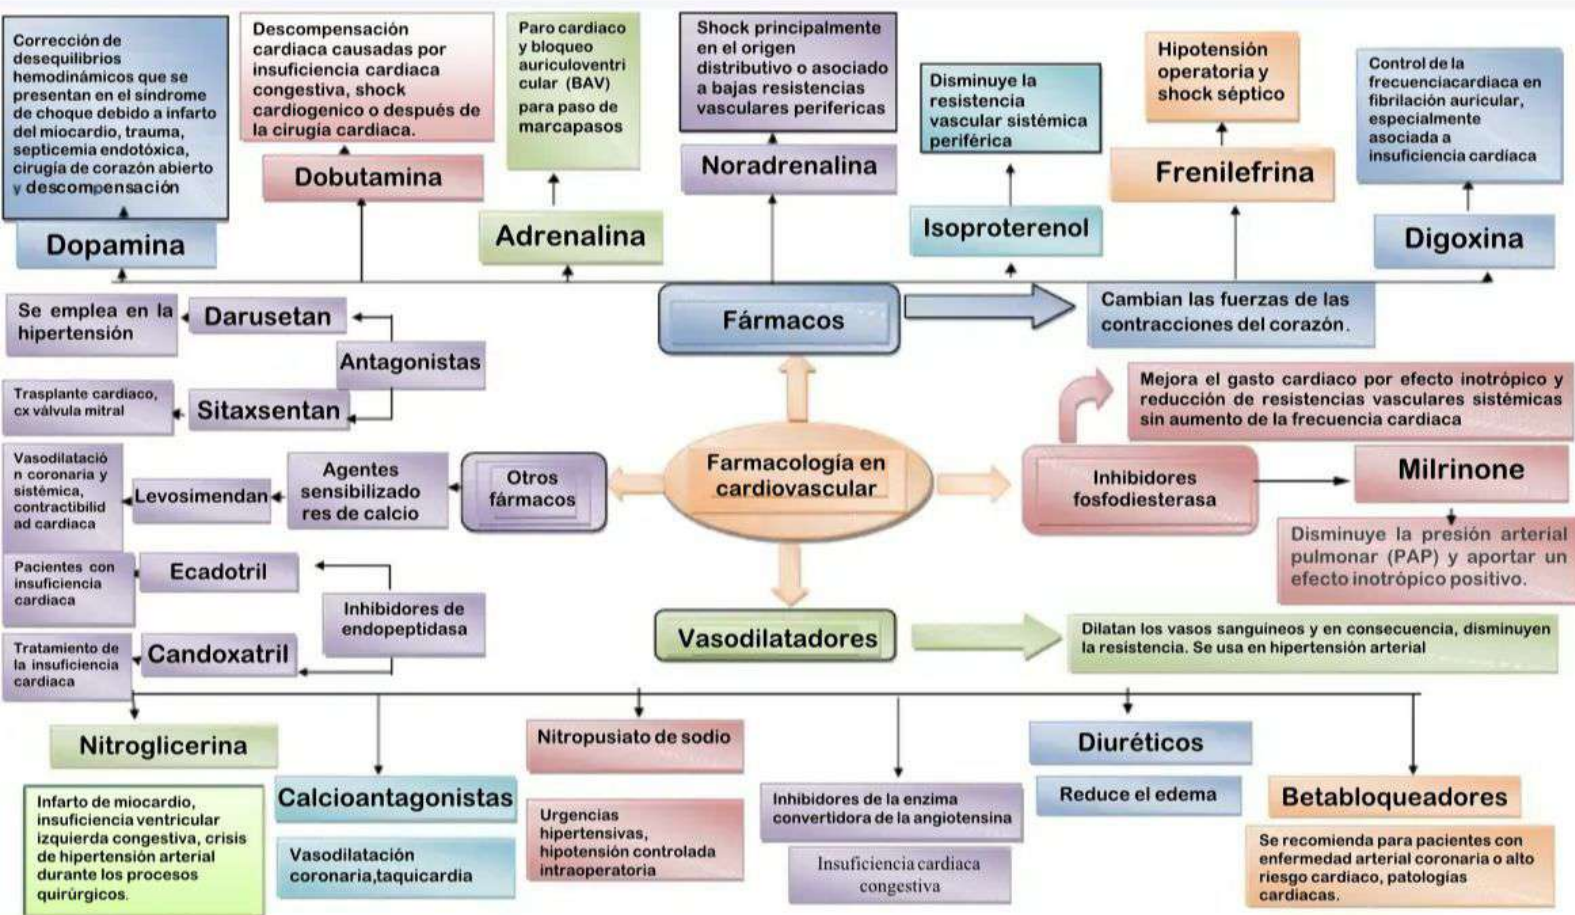 Corrección de
desequilibrios
hemodinámicos que se
presentan en el síndrome
de choque debido a infarto
del miocardio, trauma,
septicemia endotóxica,
cirugía de corazón abierto
y descompensación
Dopamina
Descompensación
cardiaca causadas por
insuficiencia cardiaca
congestiva, shock
cardiogenico o después de
la cirugía cardiaca.
Dobutamina
Paro cardiaco
y bloqueo
auriculoventri
cular (BAV)
para paso de
marcapasos
Adrenalina
Shock principalmente
en el origen
distributivo o asociado
a bajas resistencias
vasculares perifericas
Noradrenalina
Disminuye la
resistencia
vascular sistémica
periférica
Isoproterenol
Hipotensión
operatoria y
shock séptico
Frenilefrina
Control de la
frecuenciacardiaca en
fibrilación auricular,
especialmente
asociada a
insuficiencia cardíaca
Digoxina
Fármacos
Cambian las fuerzas de las
contracciones del corazón.
Se emplea en la
hipertensión
Darusetan
Antagonistas
Trasplante cardiaco,
cx válvula mitral
Sitaxsentan
Mejora el gasto cardiaco por efecto inotrópico y
reducción de resistencias vasculares sistémicas
sin aumento de la frecuencia cardiaca
Vasodilatació
n coronaria y
sistémica,
contractibilid
ad cardiaca
Levosimendan
Agentes
sensibilizado
res de calcio
Otros
fármacos
Farmacología en
cardiovascular
Inhibidores
fosfodiesterasa
Milrinone
Disminuye la presión arterial
pulmonar (PAP) y aportar un
efecto inotrópico positivo.
Pacientes con
insuficiencia
cardiaca
Ecadotril
Inhibidores de
endopeptidasa
Tratamiento de
la insuficiencia
cardiaca
Candoxatril
Vasodilatadores
Dilatan los vasos sanguíneos y en consecuencia, disminuyen
la resistencia. Se usa en hipertensión arterial
Nitroglicerina
Infarto de miocardio,
insuficiencia ventricular
izquierda congestiva, crisis
de hipertensión arterial
durante los procesos
quirúrgicos.
Calcioantagonistas
Vasodilatación
coronaria,taquicardia
Nitropusiato de sodio
Urgencias
hipertensivas,
hipotensión controlada
intraoperatoria
Inhibidores de la enzima
convertidora de la angiotensina
Insuficiencia cardiaca
congestiva
Diuréticos
Reduce el edema
Betabloqueadores
Se recomienda para pacientes con
enfermedad arterial coronaria o alto
riesgo cardiaco, patologías
cardiacas.